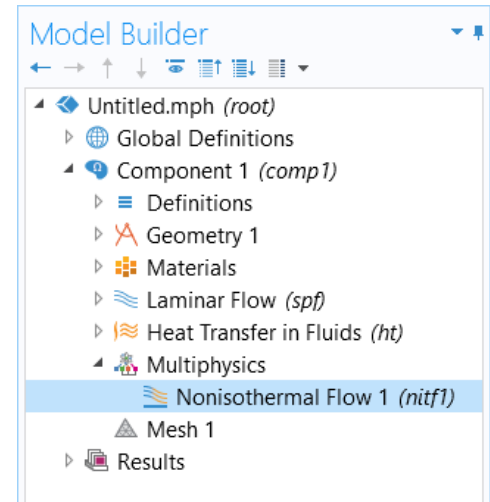 Model Builder
Untitled.mph (root)
Global Definitions
Component 1 (comp1)
Definitions
Geometry 1
Materials
Laminar Flow (spf)
Heat Transfer in Fluids (ht)
Multiphysics
Nonisothermal Flow 1 (nitf1)
Mesh 1
Results